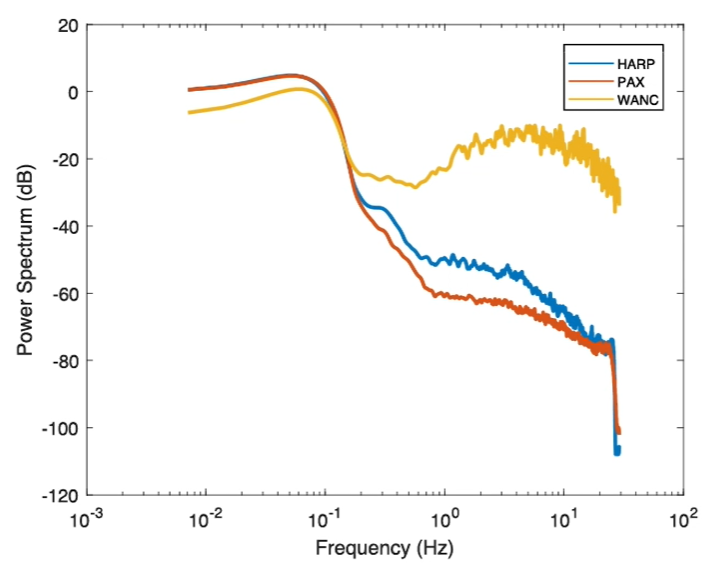 20
0
-20
-40
-60
-80
-100
-120
Power Spectrum (dB)
HARP
PAX
WANC
10⁻³ 10⁻² 10⁻¹ 10⁰ 10¹ 10²
Frequency (Hz)